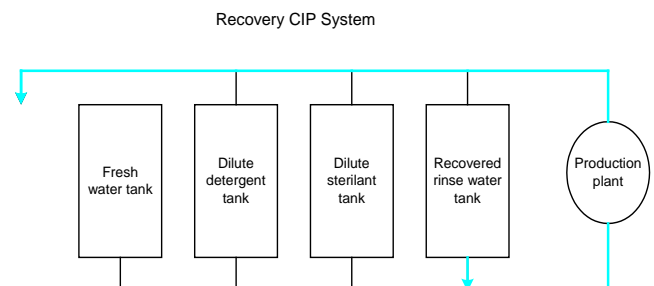 Recovery CIP System
Fresh
water tank
Dilute
detergent
tank
Dilute
sterilant
tank
Recovered
rinse water
tank
Production
plant